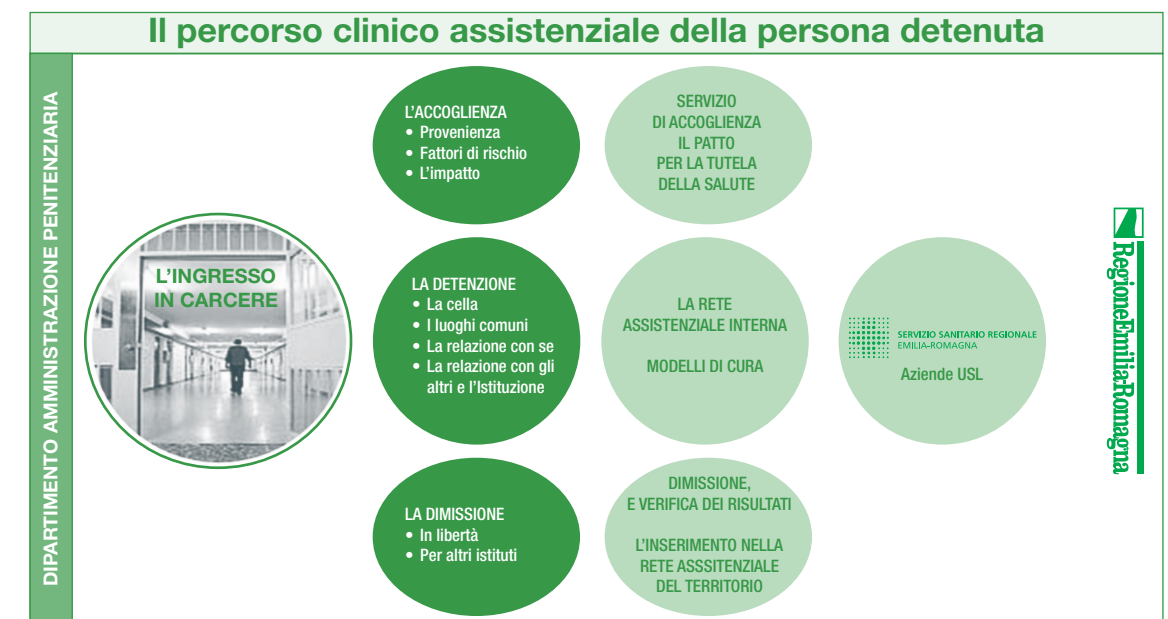 Il percorso clinico assistenziale della persona detenuta
DIPARTIMENTO AMMINISTRAZIONE PENITENZIARIA
L'INGRESSO
IN CARCERE
L'ACCOGLIENZA
• Provenienza
• Fattori di rischio
• L'impatto
SERVIZIO
DI ACCOGLIENZA
IL PATTO
PER LA TUTELA
DELLA SALUTE
LA DETENZIONE
• La cella
• I luoghi comuni
• La relazione con se
• La relazione con gli
altri e l'Istituzione
LA RETE
ASSISTENZIALE INTERNA
MODELLI DI CURA
SERVIZIO SANITARIO REGIONALE
EMILIA-ROMAGNA
Aziende USL
LA DIMISSIONE
• In libertà
• Per altri istituti
DIMISSIONE,
E VERIFICA DEI RISULTATI
L'INSERIMENTO NELLA
RETE ASSSITENZIALE
DEL TERRITORIO
RegioneEmilia-Romagna